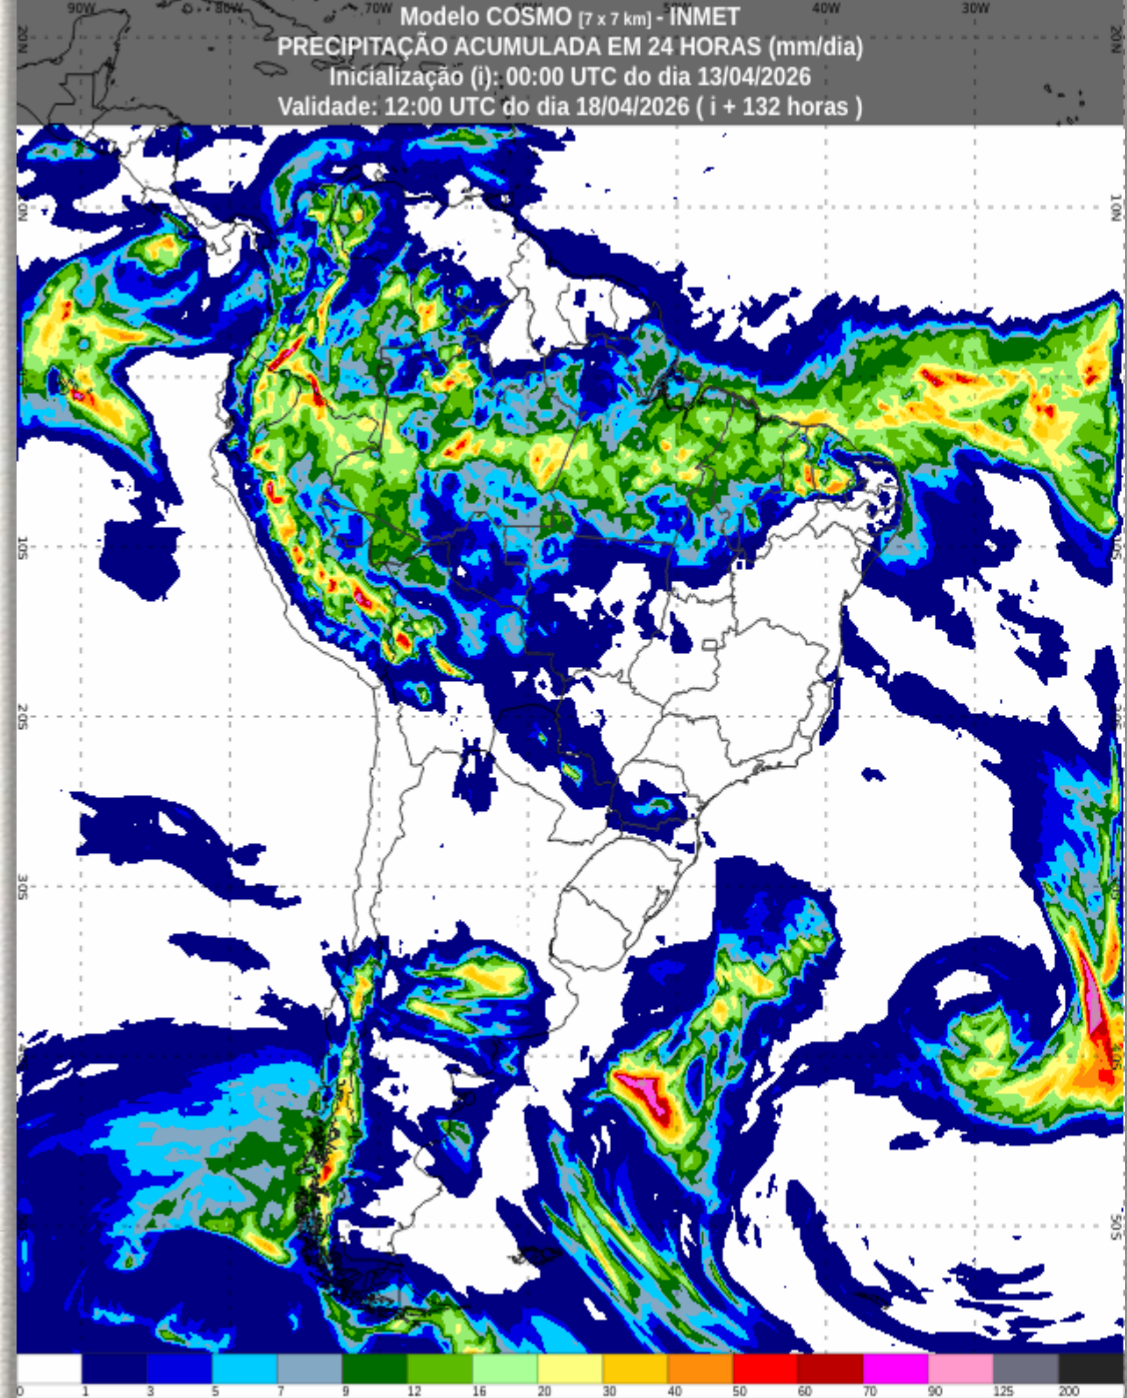 90W 80W 40W 30W
Modelo COSMO [7 x 7 km] - INMET
20N 20N
PRECIPITAÇÃO ACUMULADA EM 24 HORAS (mm/dia)
Inicialização (i): 00:00 UTC do dia 13/04/2026
Validade: 12:00 UTC do dia 18/04/2026 ( i + 132 horas )
0N 10N
10S 10S
20S
30S
50S
0 1 3 5 7 9 12 16 20 30 40 50 60 70 90 125 200